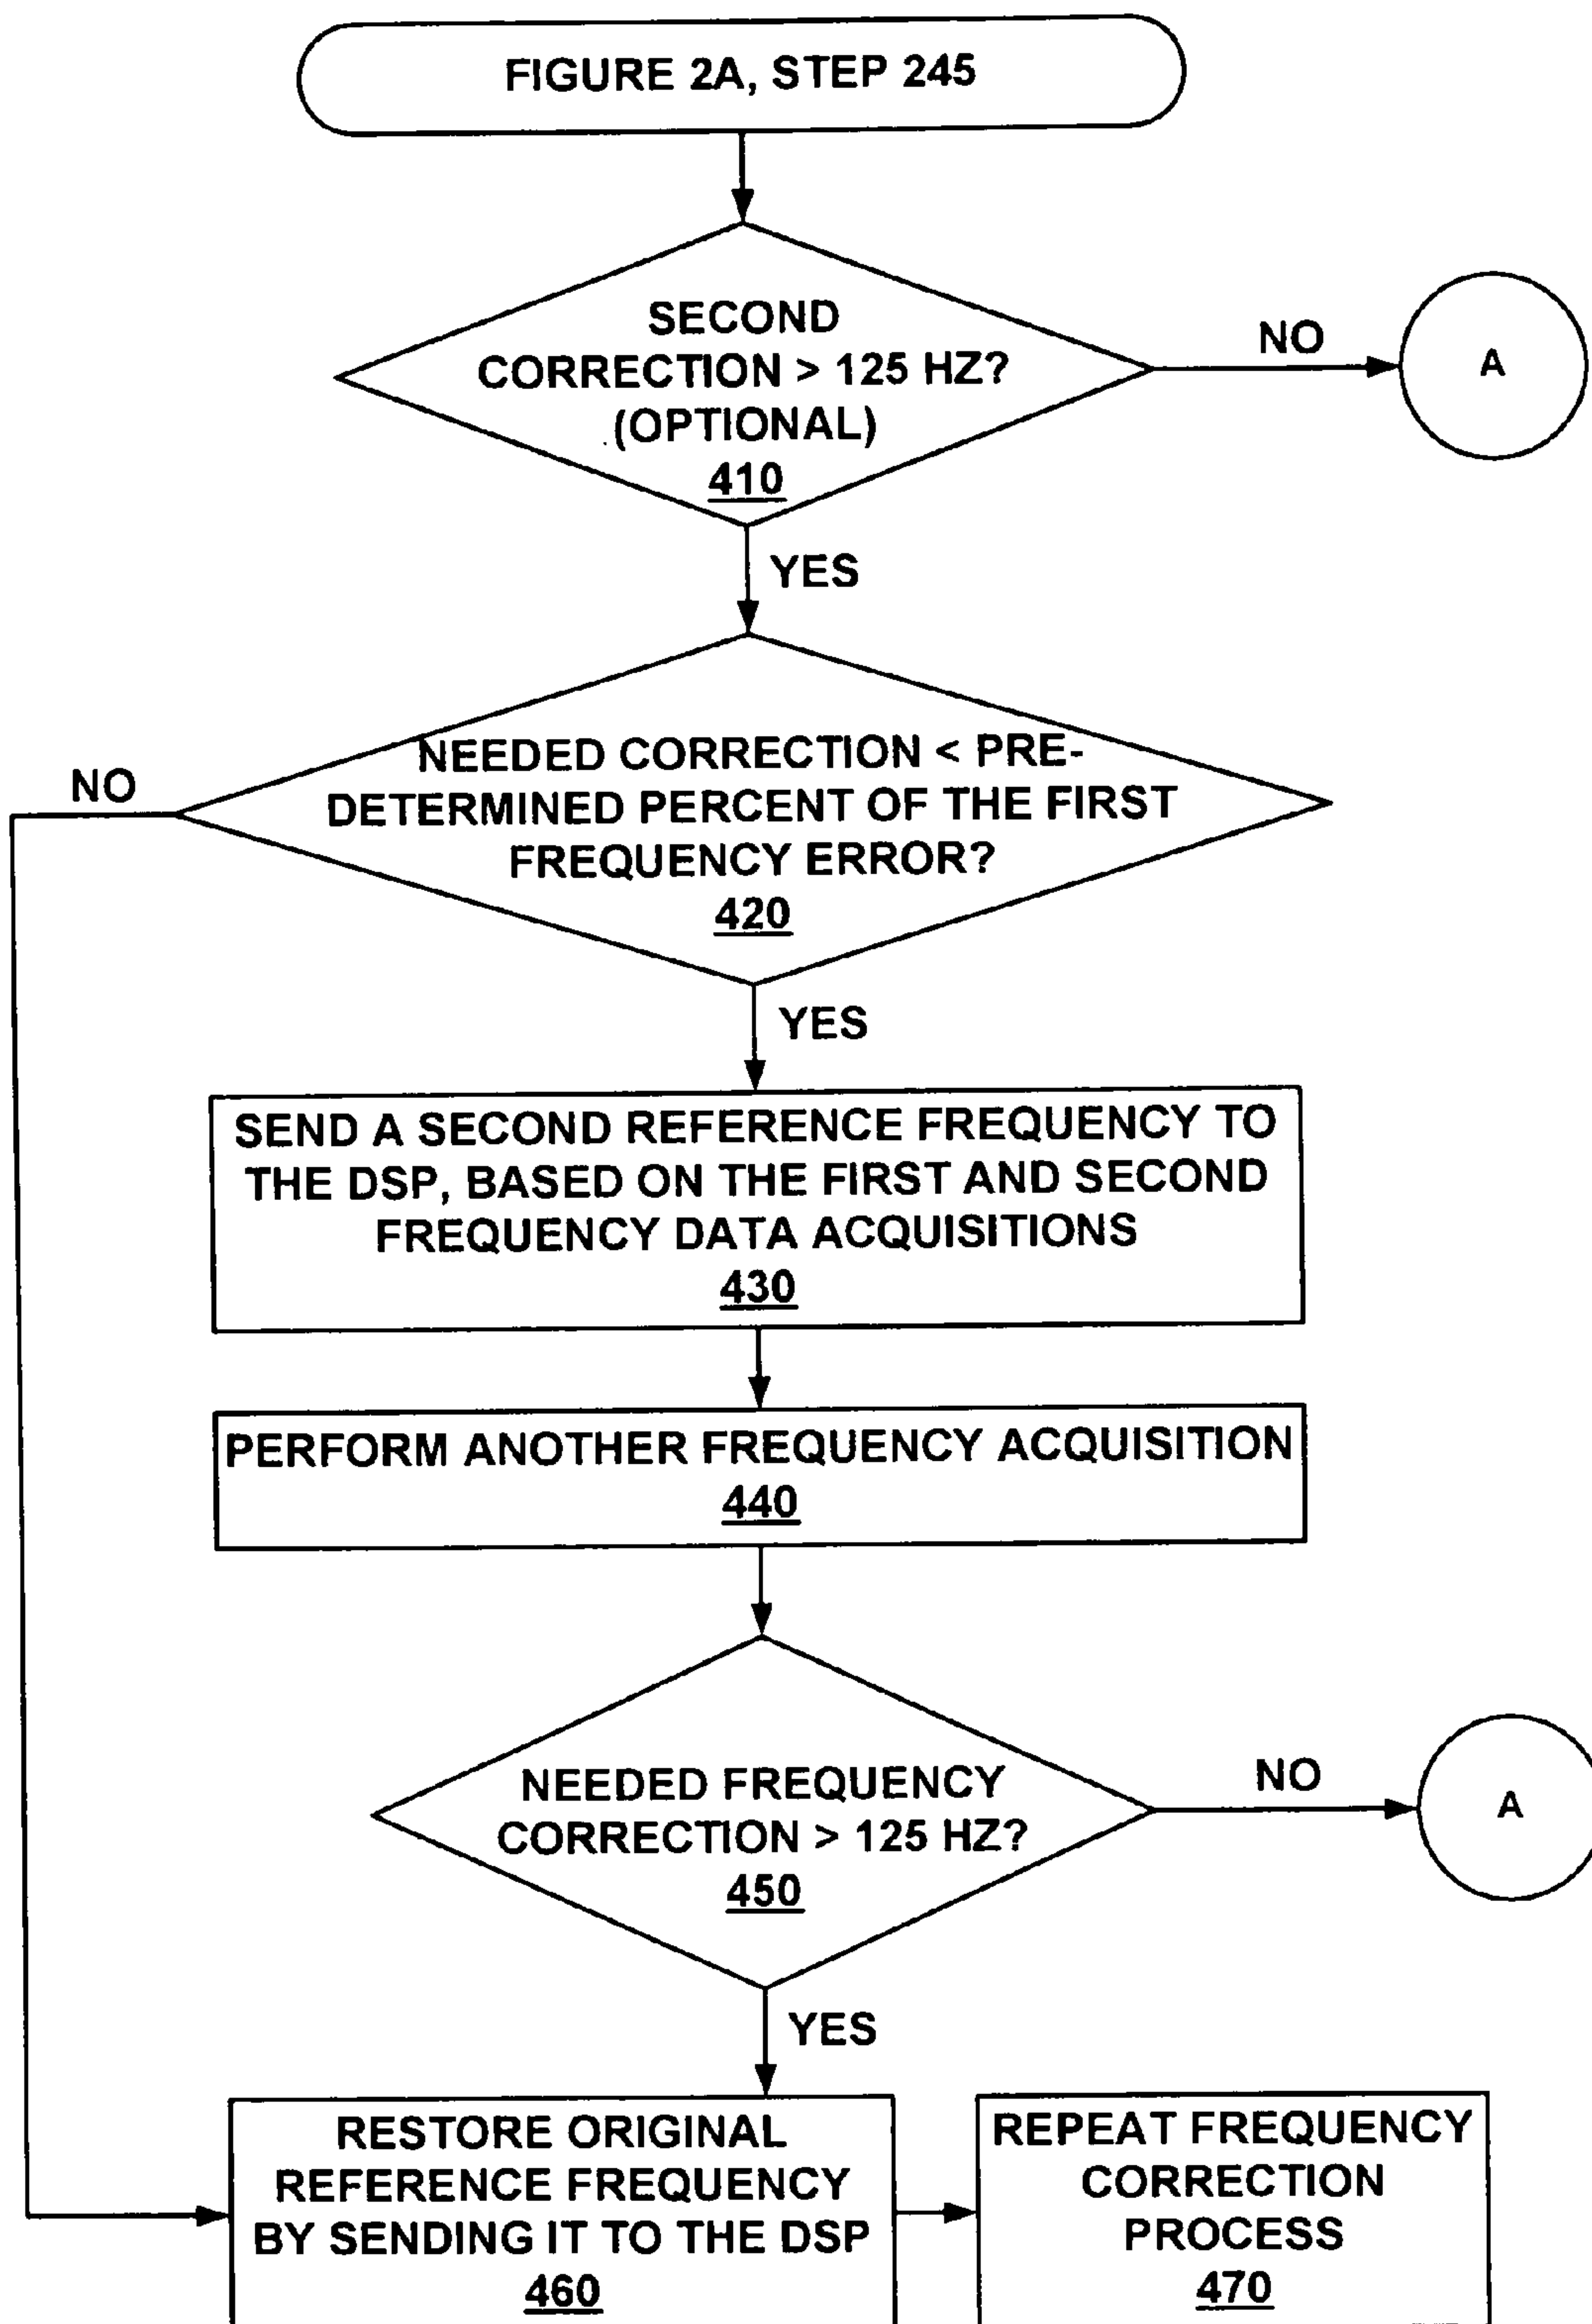 FIGURE 2A, STEP 245
SECOND
CORRECTION > 125 HZ?
(OPTIONAL)
410
NO
A
YES
NEEDED CORRECTION < PRE-
DETERMINED PERCENT OF THE FIRST
FREQUENCY ERROR?
420
NO
YES
SEND A SECOND REFERENCE FREQUENCY TO
THE DSP, BASED ON THE FIRST AND SECOND
FREQUENCY DATA ACQUISITIONS
430
PERFORM ANOTHER FREQUENCY ACQUISITION
440
NEEDED FREQUENCY
CORRECTION > 125 HZ?
450
NO
A
YES
RESTORE ORIGINAL
REFERENCE FREQUENCY
BY SENDING IT TO THE DSP
460
REPEAT FREQUENCY
CORRECTION
PROCESS
470